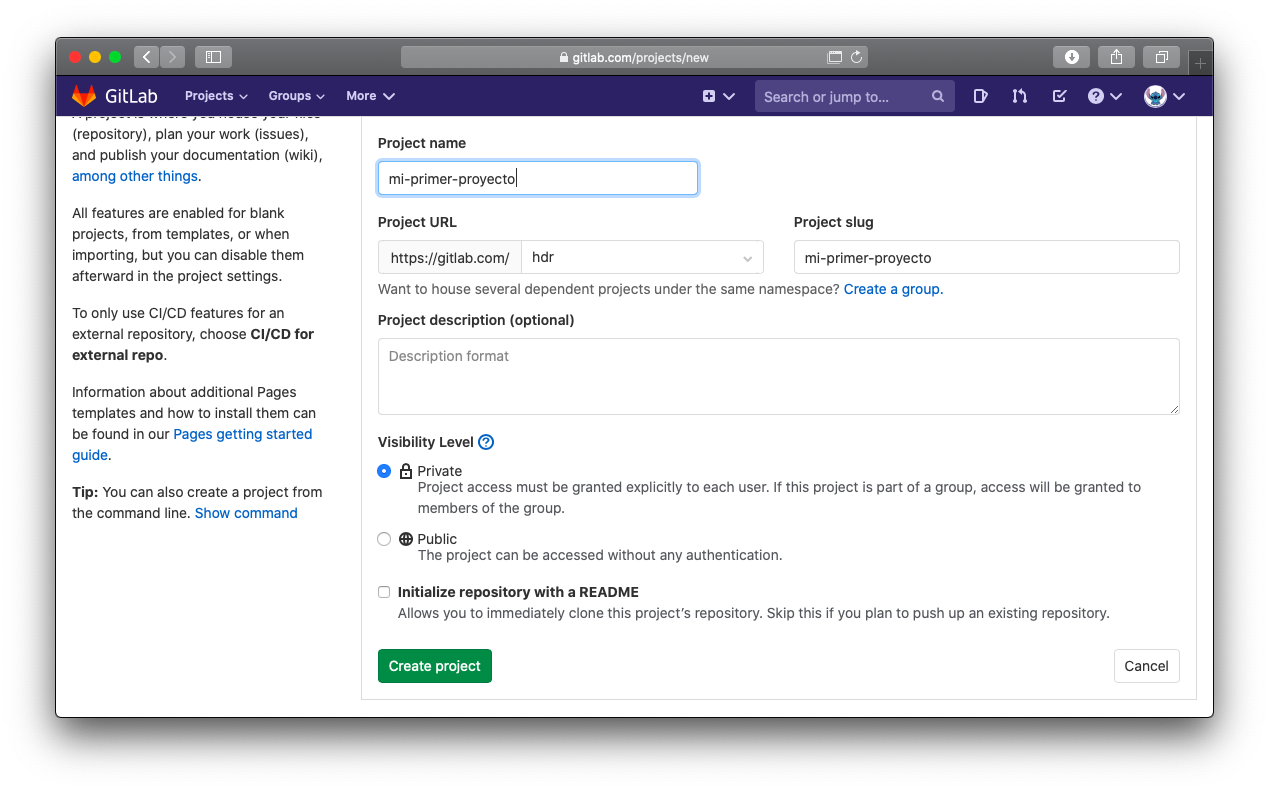 gitlab.com/projects/new
GitLab Projects Groups More Search or jump to...
A project is where you house your files
(repository), plan your work (issues),
and publish your documentation (wiki),
among other things.
All features are enabled for blank
projects, from templates, or when
importing, but you can disable them
afterward in the project settings.
To only use CI/CD features for an
external repository, choose CI/CD for
external repo.
Information about additional Pages
templates and how to install them can
be found in our Pages getting started
guide.
Tip: You can also create a project from
the command line. Show command
Project name
mi-primer-proyecto
Project URL
https://gitlab.com/ hdr
Project slug
mi-primer-proyecto
Want to house several dependent projects under the same namespace? Create a group.
Project description (optional)
Description format
Visibility Level
Private
Project access must be granted explicitly to each user. If this project is part of a group, access will be granted to
members of the group.
Public
The project can be accessed without any authentication.
Initialize repository with a README
Allows you to immediately clone this project's repository. Skip this if you plan to push up an existing repository.
Create project
Cancel